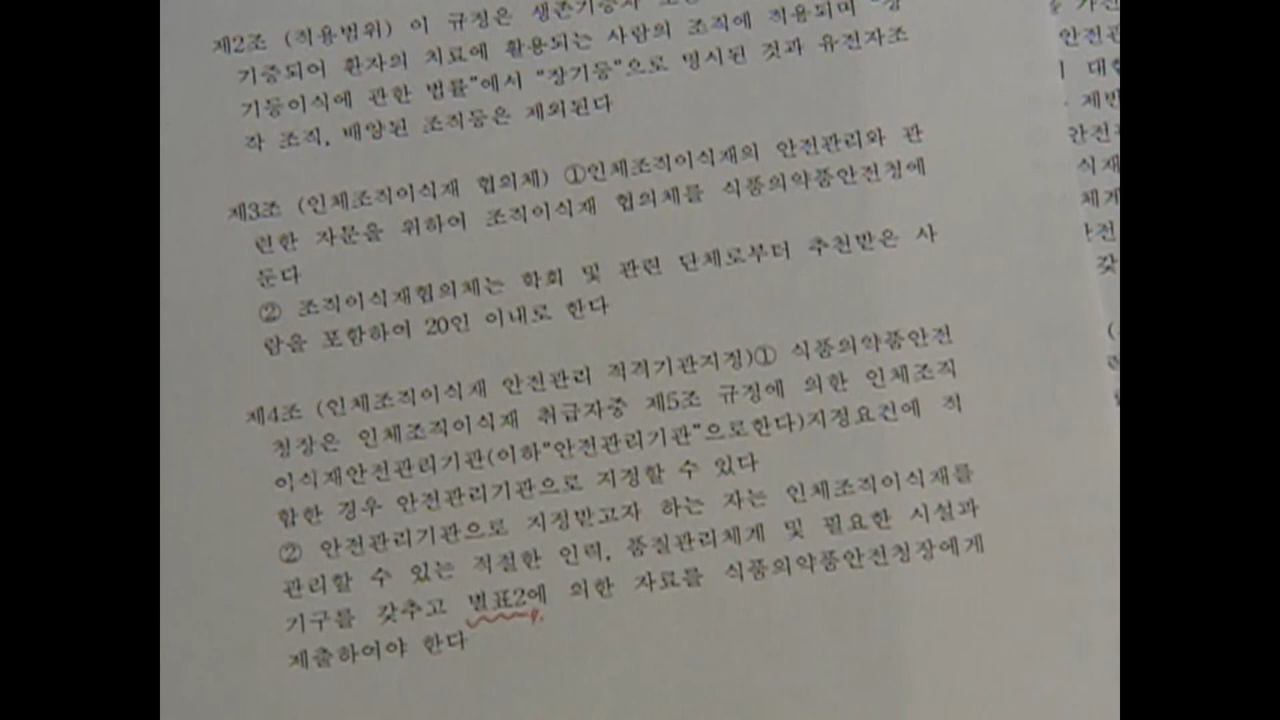 제2조 (적용범위) 이 규정은 생존기증자
기증되어 환자의 치료에 활용되는 사람의 조직에 적용되며 "장
기등이식에 관한 법률"에서 "장기등"으로 명시된 것과 유전자조
작 조직, 배양된 조직등은 제외된다
제3조 (인체조직이식재 협의체) ①인체조직이식재의 안전관리와 관
련한 자문을 위하여 조직이식재 협의체를 식품의약품안전청에
둔다
② 조직이식재협의체는 학회 및 관련 단체로부터 추천받은 사
람을 포함하여 20인 이내로 한다
제4조 (인체조직이식재 안전관리 적격기관지정)① 식품의약품안전
청장은 인체조직이식재 취급자중 제5조 규정에 의한 인체조직
이식재안전관리기관(이하"안전관리기관"으로한다)지정요건에 적
합한 경우 안전관리기관으로 지정할 수 있다
② 안전관리기관으로 지정받고자 하는 자는 인체조직이식재를
관리할 수 있는 적절한 인력, 품질관리체계 및 필요한 시설과
기구를 갖추고 별표2에 의한 자료를 식품의약품안전청장에게
제출하여야 한다
안전관
대한
제반
안전관
식재
체계
갖